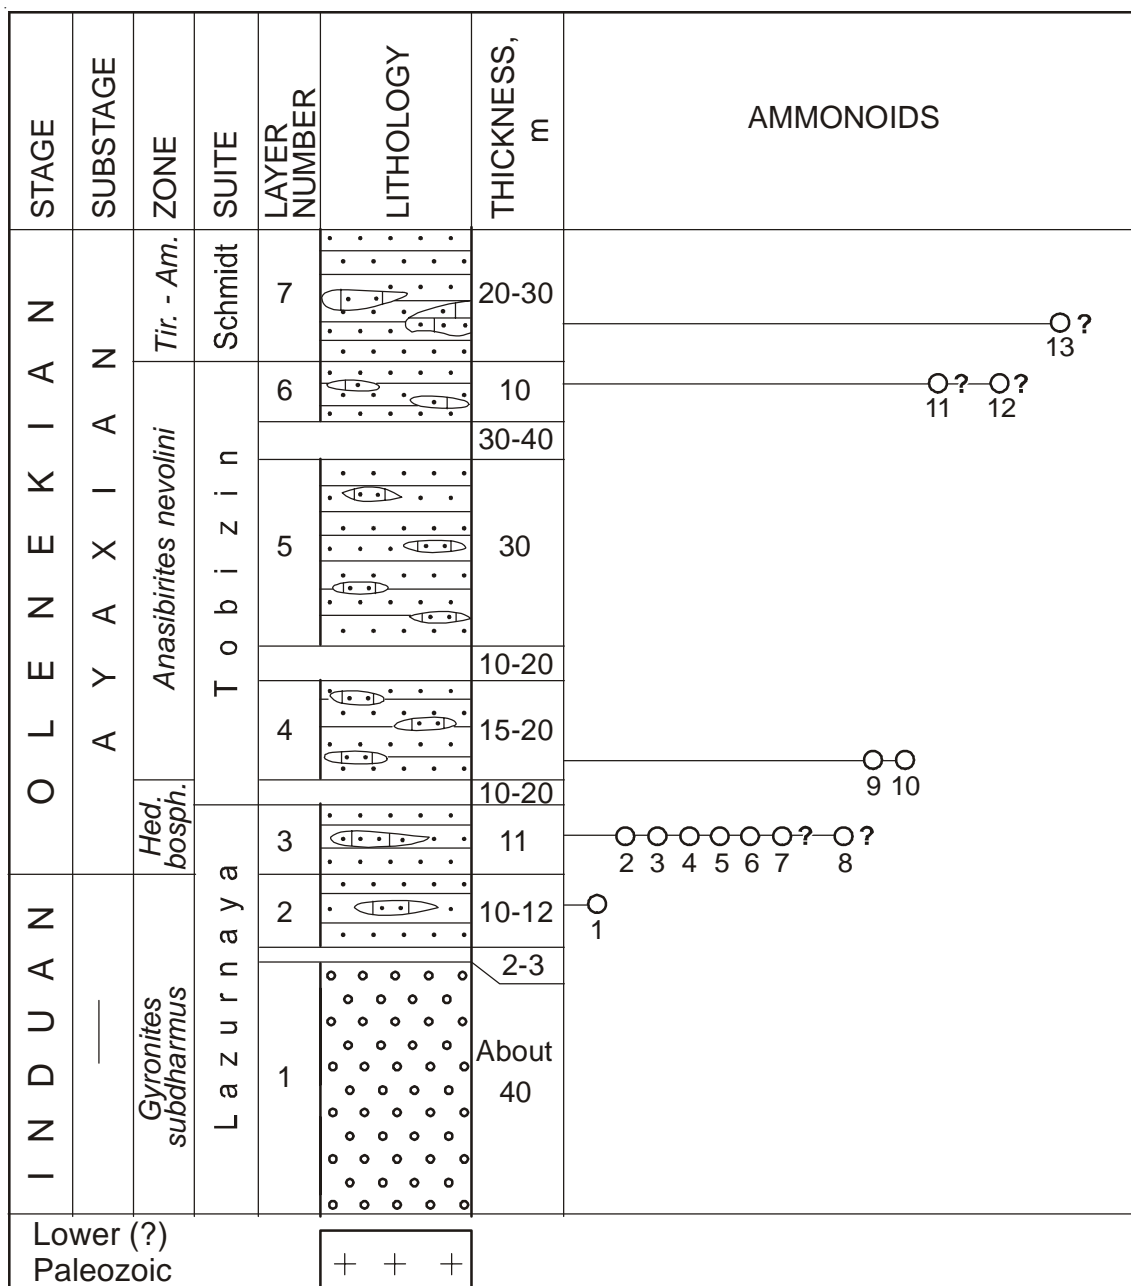 STAGE
SUBSTAGE
ZONE
SUITE
LAYER
NUMBER
LITHOLOGY
THICKNESS,
m
AMMONOIDS
OLENEKIAN
AYAXIAN
Tir. - Am.
Schmidt
7
20-30
?
13
Anasibirites nevolini
Tobizin
6
10
? ?
11 12
30-40
5
30
10-20
4
15-20
9 10
10-20
Hed.
bosph.
Lazurnaya
3
11
? ?
2 3 4 5 6 7 8
INDUAN
Gyronites
subdharmus
2
10-12
1
2-3
1
About
40
Lower (?)
Paleozoic